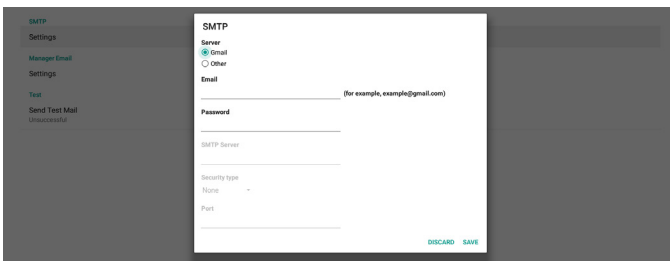 SMTP
Settings
Manager Email
Settings
Test
Send Test Mail
Unsuccessful
SMTP
Server
Gmail
Other
Email
(for example, example@gmail.com)
Password
SMTP Server
Security type
None
Port
DISCARD SAVE